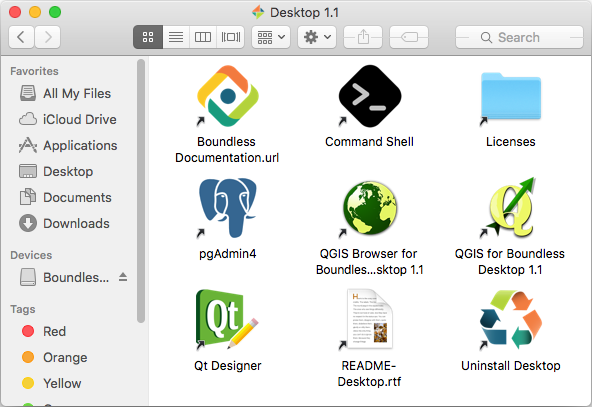 Desktop 1.1
Search
Favorites
All My Files
iCloud Drive
Applications
Desktop
Documents
Downloads
Devices
Boundles...
Tags
Red
Orange
Yellow
Boundless
Documentation.url
Command Shell
Licenses
pgAdmin4
QGIS Browser for
Boundles...sktop 1.1
QGIS for Boundless
Desktop 1.1
Qt
Qt Designer
README-
Desktop.rtf
Uninstall Desktop